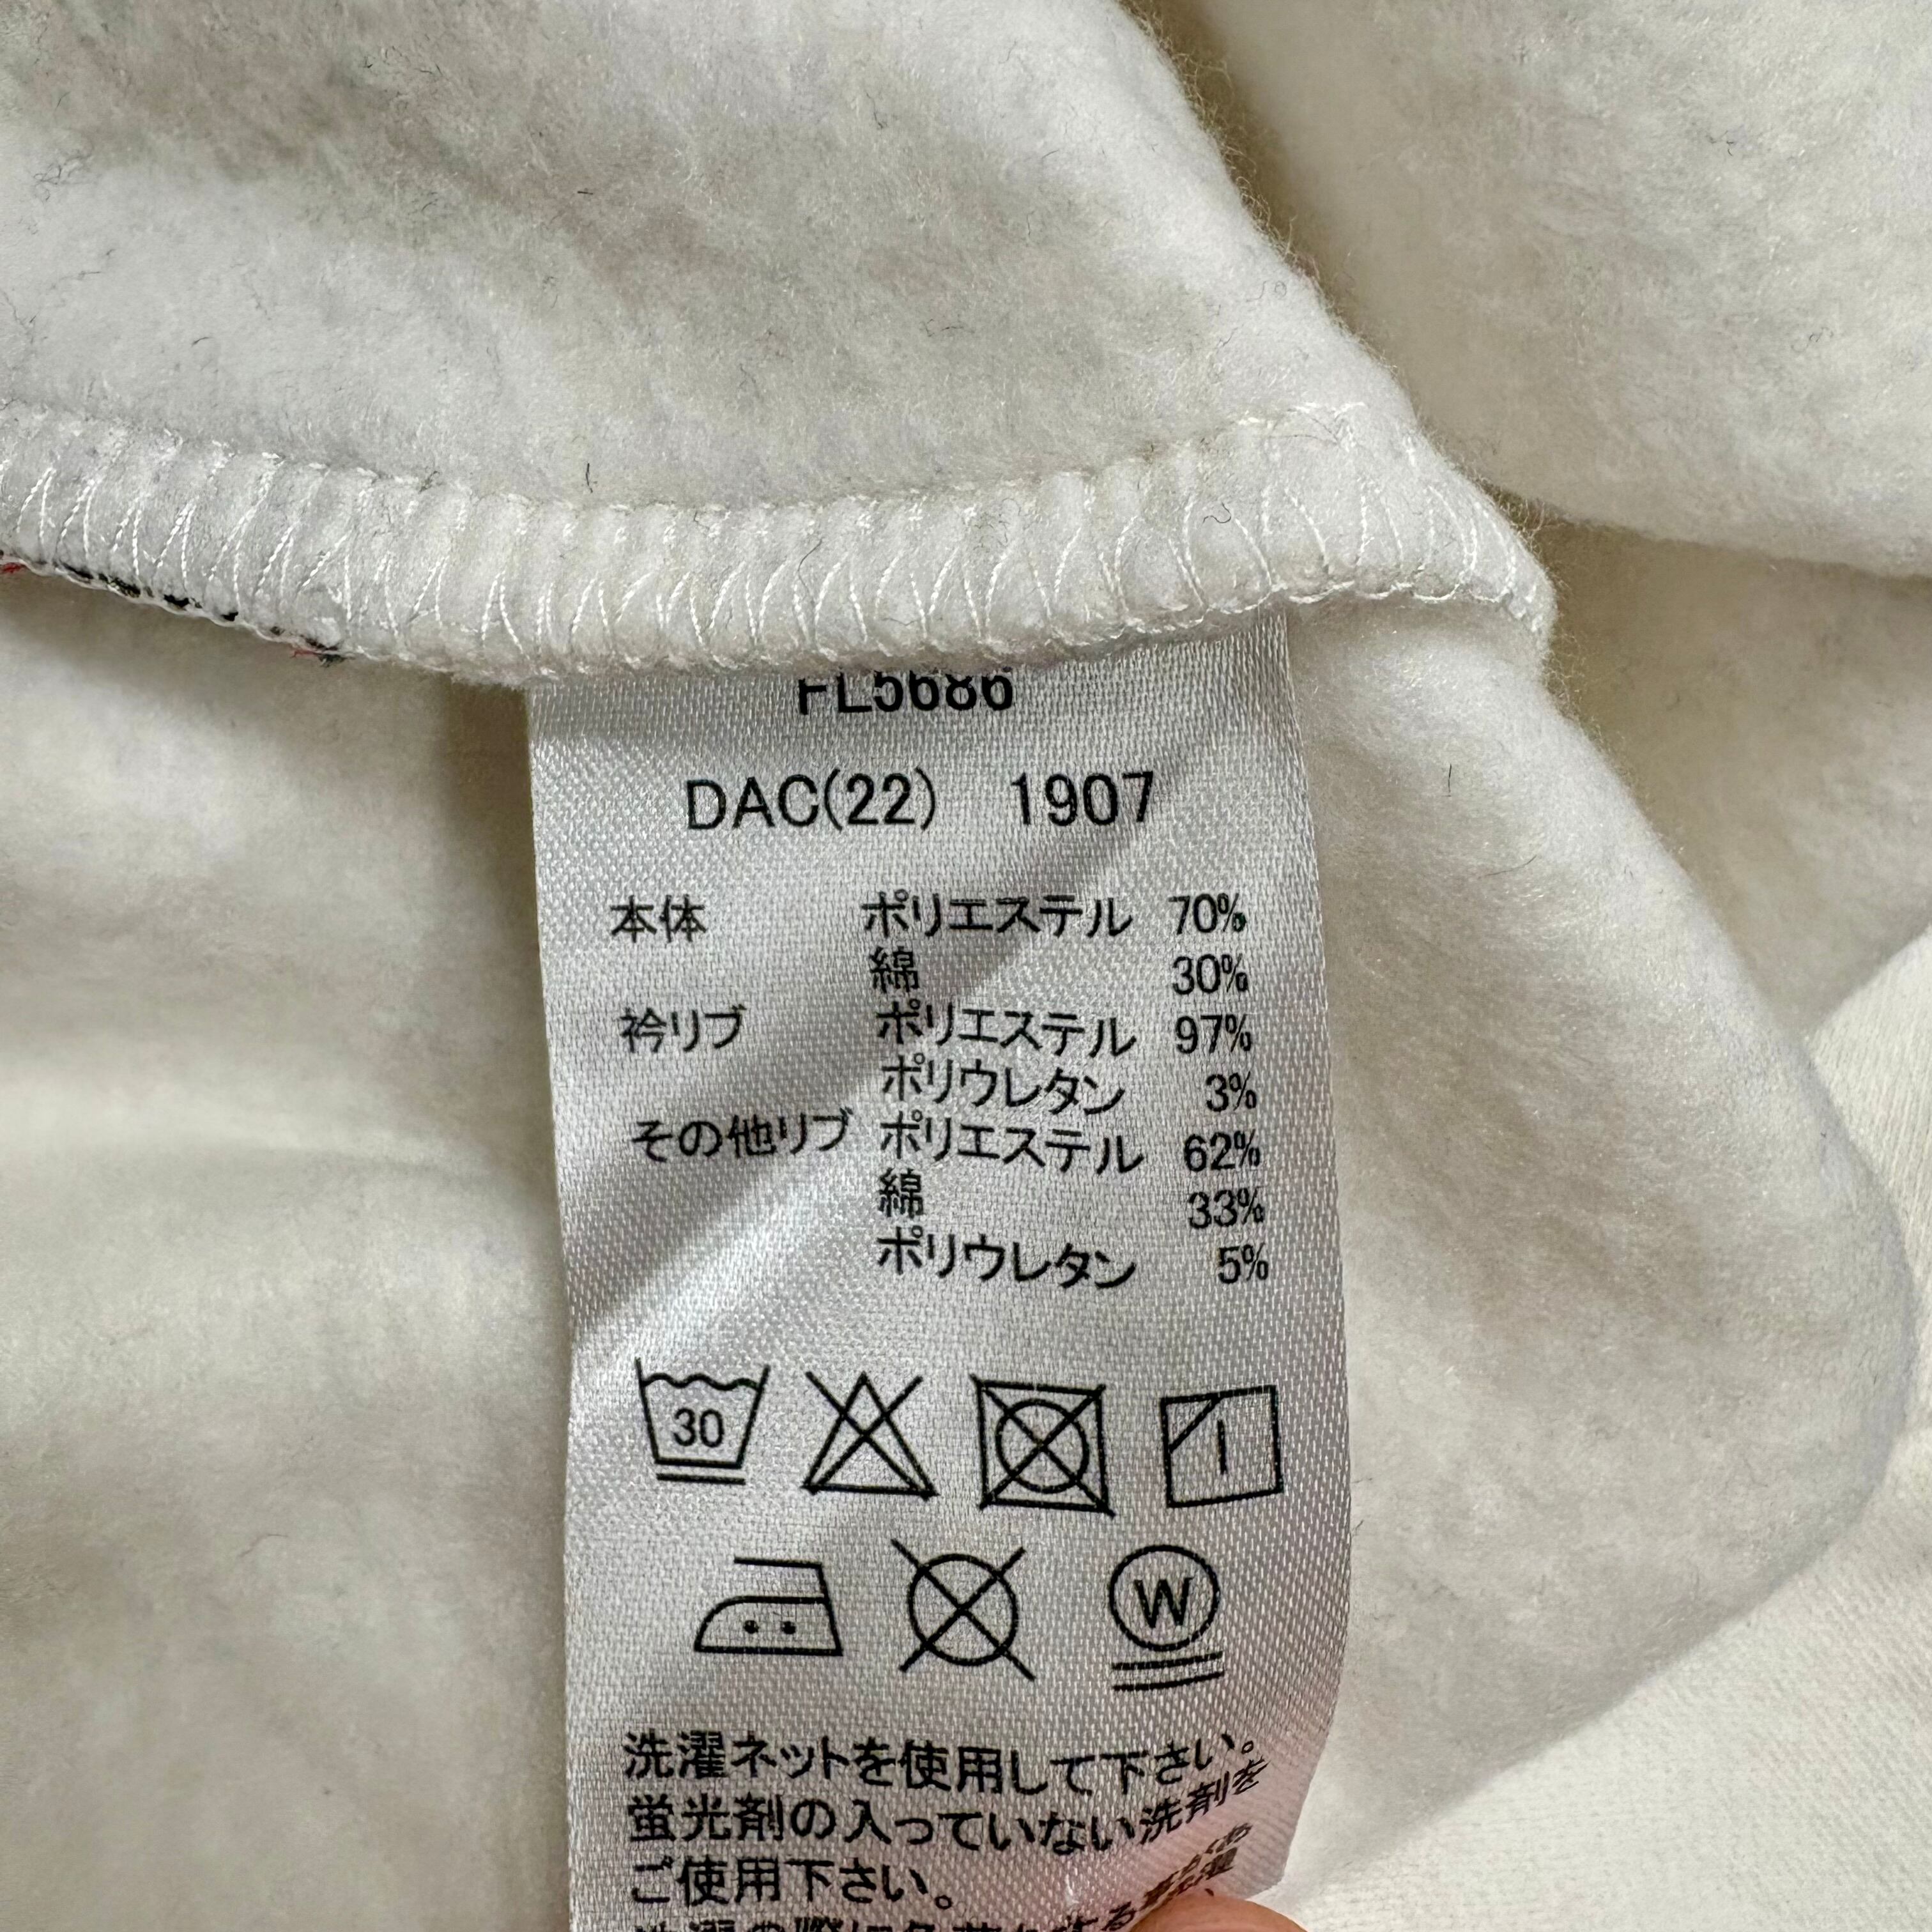 FL5686
DAC(22) 1907
本体 ポリエステル 70%
綿 30%
衿リブ ポリエステル 97%
ポリウレタン 3%
その他リブ ポリエステル 62%
綿 33%
ポリウレタン 5%
30
W
洗濯ネットを使用して下さい。
蛍光剤の入っていない洗剤を
ご使用下さい。